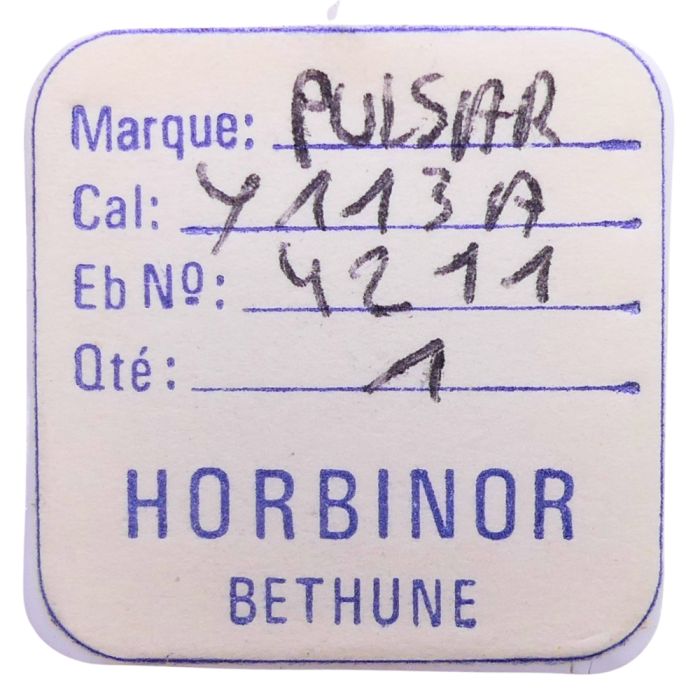 Marque: PULSAR
Cal: Y113A
Eb Nº: 4211
Qté: 1
HORBINOR
BETHUNE